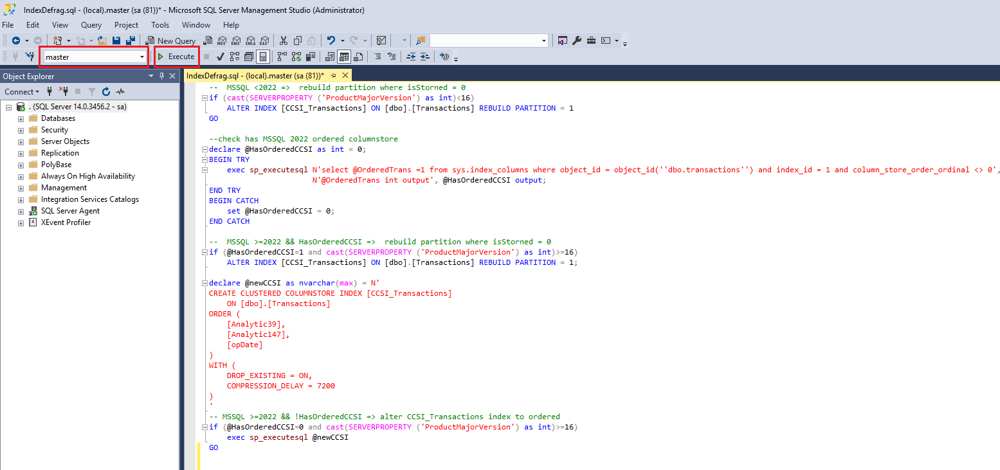 IndexDefrag.sql - (local).master (sa (81))* - Microsoft SQL Server Management Studio (Administrator)
File Edit View Query Project Tools Window Help
New Query MDX DMX XMLA DAX
master Execute
Object Explorer
Connect
. (SQL Server 14.0.3456.2 - sa)
Databases
Security
Server Objects
Replication
PolyBase
Always On High Availability
Management
Integration Services Catalogs
SQL Server Agent
XEvent Profiler
IndexDefrag.sql - (local).master (sa (81))*
--  MSSQL <2022 =>  rebuild partition where isStorned = 0
if (cast(SERVERPROPERTY ('ProductMajorVersion') as int)<16)
    ALTER INDEX [CCSI_Transactions] ON [dbo].[Transactions] REBUILD PARTITION = 1
GO
--check has MSSQL 2022 ordered columnstore
declare @HasOrderedCCSI as int = 0;
BEGIN TRY
    exec sp_executesql N'select @OrderedTrans =1 from sys.index_columns where object_id = object_id(''dbo.transactions'') and index_id = 1 and column_store_order_ordinal <> 0',
                       N'@OrderedTrans int output', @HasOrderedCCSI output;
END TRY
BEGIN CATCH
    set @HasOrderedCCSI = 0;
END CATCH
--  MSSQL >=2022 && HasOrderedCCSI =>  rebuild partition where isStorned = 0
if (@HasOrderedCCSI=1 and cast(SERVERPROPERTY ('ProductMajorVersion') as int)>=16)
    ALTER INDEX [CCSI_Transactions] ON [dbo].[Transactions] REBUILD PARTITION = 1;
declare @newCCSI as nvarchar(max) = N'
CREATE CLUSTERED COLUMNSTORE INDEX [CCSI_Transactions]
    ON [dbo].[Transactions]
ORDER (
    [Analytic39],
    [Analytic147],
    [opDate]
)
WITH (
    DROP_EXISTING = ON,
    COMPRESSION_DELAY = 7200
)
'
-- MSSQL >=2022 && !HasOrderedCCSI => alter CCSI_Transactions index to ordered
if (@HasOrderedCCSI=0 and cast(SERVERPROPERTY ('ProductMajorVersion') as int)>=16)
    exec sp_executesql @newCCSI
GO